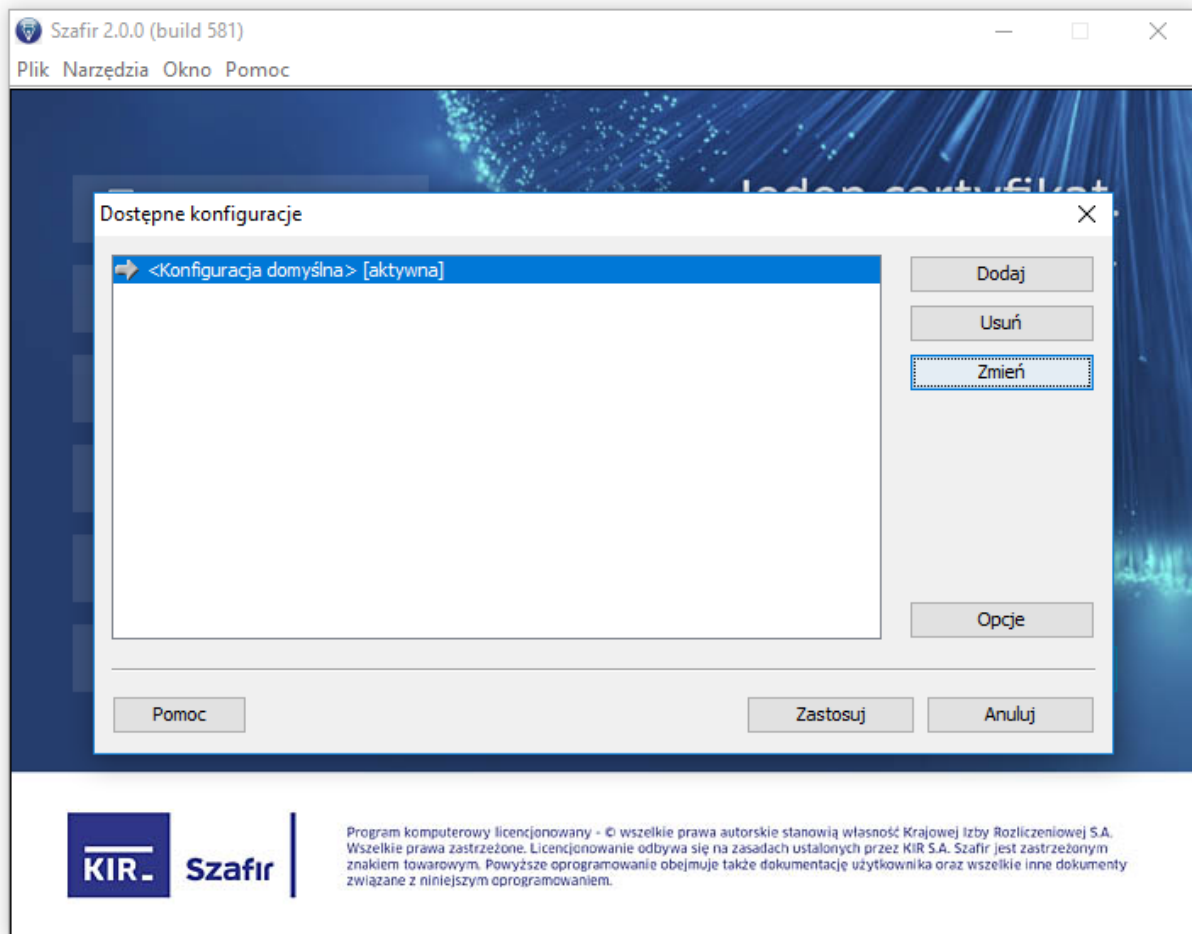 Szafir 2.0.0 (build 581)
Plik Narzędzia Okno Pomoc
Jeden certyfikat.
Dostępne konfiguracje
<Konfiguracja domyślna> [aktywna]
Dodaj
Usuń
Zmień
Opcje
Pomoc
Zastosuj
Anuluj
KIR
Szafir
Program komputerowy licencjonowany - © wszelkie prawa autorskie stanowią własność Krajowej Izby Rozliczeniowej S.A.
Wszelkie prawa zastrzeżone. Licencjonowanie odbywa się na zasadach ustalonych przez KIR S.A. Szafir jest zastrzeżonym
znakiem towarowym. Powyższe oprogramowanie obejmuje także dokumentację użytkownika oraz wszelkie inne dokumenty
związane z niniejszym oprogramowaniem.